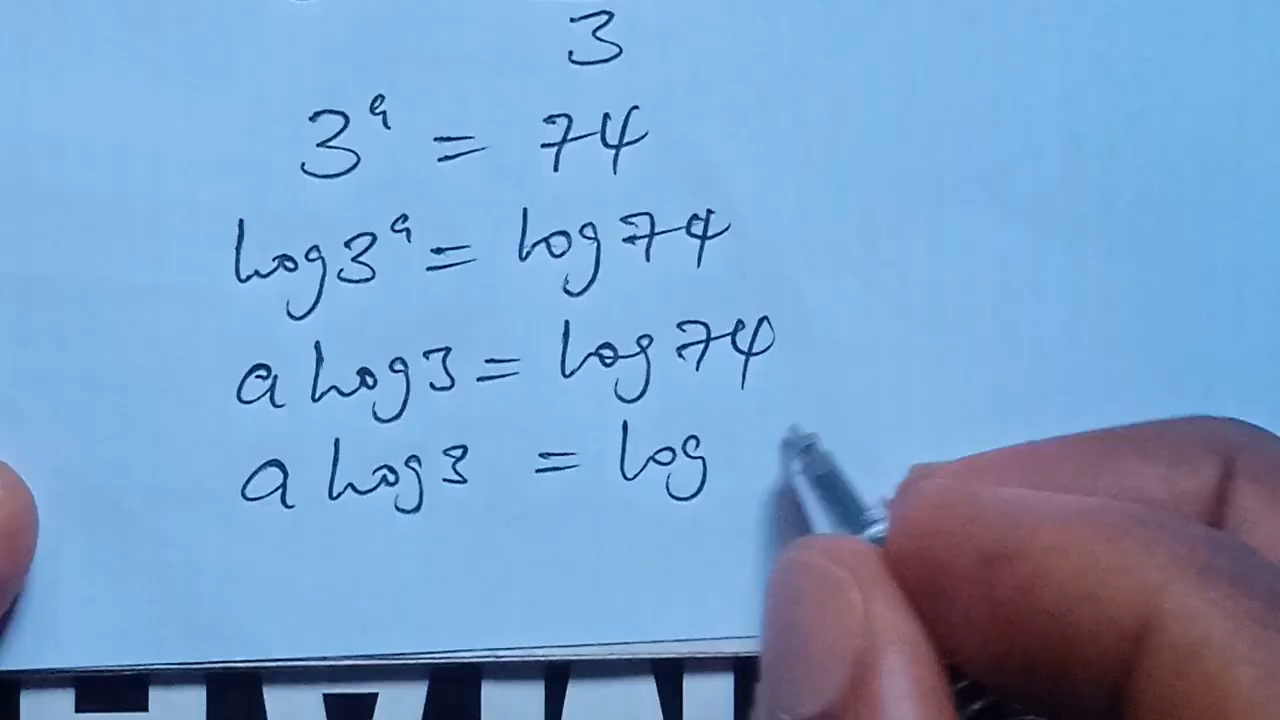 3
3ᵃ = 74
log3ᵃ = log74
a log3 = log74
a log3 = log